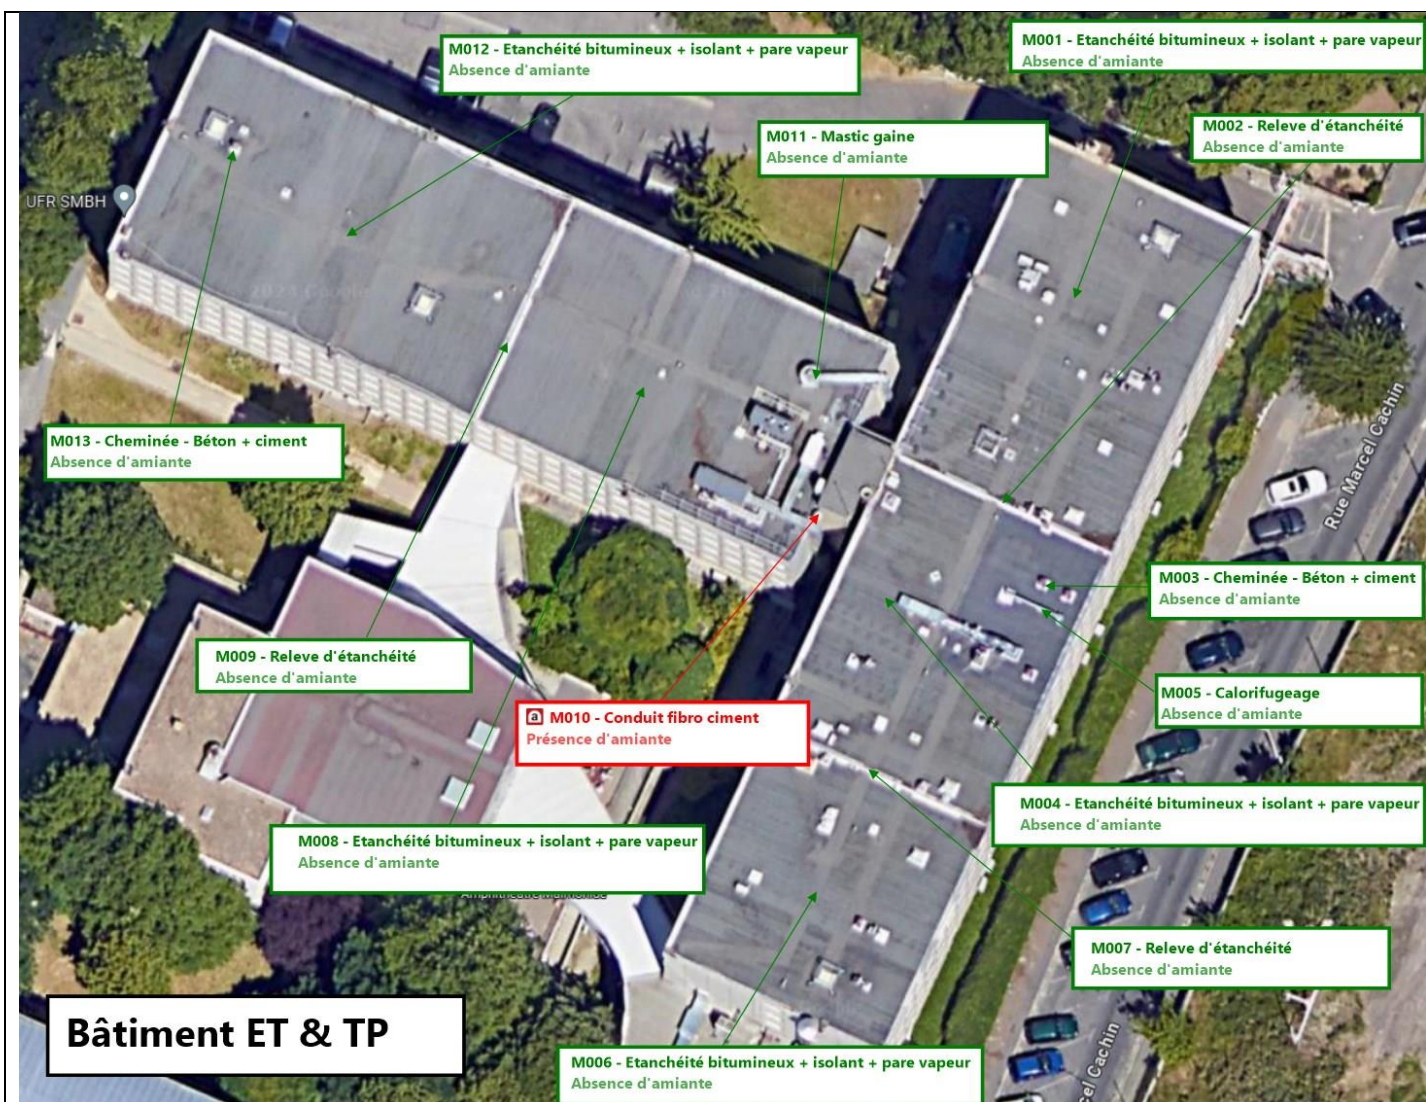 M012 - Etanchéité bitumineux + isolant + pare vapeur
Absence d'amiante
M001 - Etanchéité bitumineux + isolant + pare vapeur
Absence d'amiante
M011 - Mastic gaine
Absence d'amiante
M002 - Releve d'étanchéité
Absence d'amiante
UFR SMBH
M013 - Cheminée - Béton + ciment
Absence d'amiante
Rue Marcel Cachin
M003 - Cheminée - Béton + ciment
Absence d'amiante
M009 - Releve d'étanchéité
Absence d'amiante
M005 - Calorifugeage
Absence d'amiante
a M010 - Conduit fibro ciment
Présence d'amiante
M004 - Etanchéité bitumineux + isolant + pare vapeur
Absence d'amiante
M008 - Etanchéité bitumineux + isolant + pare vapeur
Absence d'amiante
M007 - Releve d'étanchéité
Absence d'amiante
Bâtiment ET & TP
M006 - Etanchéité bitumineux + isolant + pare vapeur
Absence d'amiante
cel Cachin